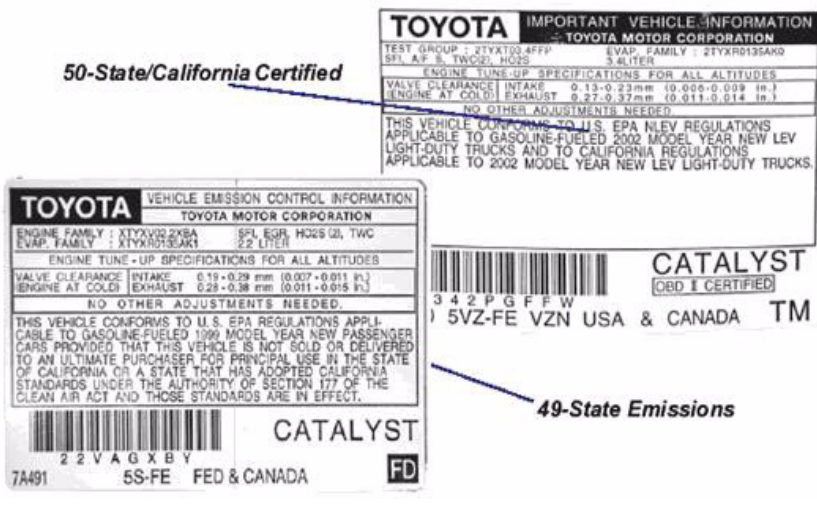 50-State/California Certified
TOYOTA
IMPORTANT VEHICLE INFORMATION
TOYOTA MOTOR CORPORATION
TEST GROUP : 2TYXT03.4FFP
EVAP. FAMILY : 2TYXR0135AK0
SFI, A/F S, TWC(2), HO2S
3.4LITER
ENGINE TUNE-UP SPECIFICATIONS FOR ALL ALTITUDES
VALVE CLEARANCE INTAKE 0.13-0.23mm (0.006-0.009 in.)
(ENGINE AT COLD) EXHAUST 0.27-0.37mm (0.011-0.014 in.)
NO OTHER ADJUSTMENTS NEEDED
THIS VEHICLE CONFORMS TO U.S. EPA NLEV REGULATIONS
APPLICABLE TO GASOLINE-FUELED 2002 MODEL YEAR NEW LEV
LIGHT-DUTY TRUCKS AND TO CALIFORNIA REGULATIONS
APPLICABLE TO 2002 MODEL YEAR NEW LEV LIGHT-DUTY TRUCKS.
CATALYST
OBD II CERTIFIED
3 4 2 P G F F W
5VZ-FE VZN USA & CANADA TM
TOYOTA
VEHICLE EMISSION CONTROL INFORMATION
TOYOTA MOTOR CORPORATION
ENGINE FAMILY : XTYXV02.2XBA SFI, EGR, HO2S (2), TWC
EVAP. FAMILY : XTYXR0135AK1 2.2 LITER
ENGINE TUNE - UP SPECIFICATIONS FOR ALL ALTITUDES
VALVE CLEARANCE INTAKE 0.19 - 0.29 mm (0.007 - 0.011 in.)
(ENGINE AT COLD) EXHAUST 0.28 - 0.38 mm (0.011 - 0.015 in.)
NO OTHER ADJUSTMENTS NEEDED.
THIS VEHICLE CONFORMS TO U. S. EPA REGULATIONS APPLI-
CABLE TO GASOLINE-FUELED 1999 MODEL YEAR NEW PASSENGER
CARS PROVIDED THAT THIS VEHICLE IS NOT SOLD OR DELIVERED
TO AN ULTIMATE PURCHASER FOR PRINCIPAL USE IN THE STATE
OF CALIFORNIA OR A STATE THAT HAS ADOPTED CALIFORNIA
STANDARDS UNDER THE AUTHORITY OF SECTION 177 OF THE
CLEAN AIR ACT AND THOSE STANDARDS ARE IN EFFECT.
CATALYST
2 2 V A G X B Y
7A491 5S-FE FED & CANADA FD
49-State Emissions